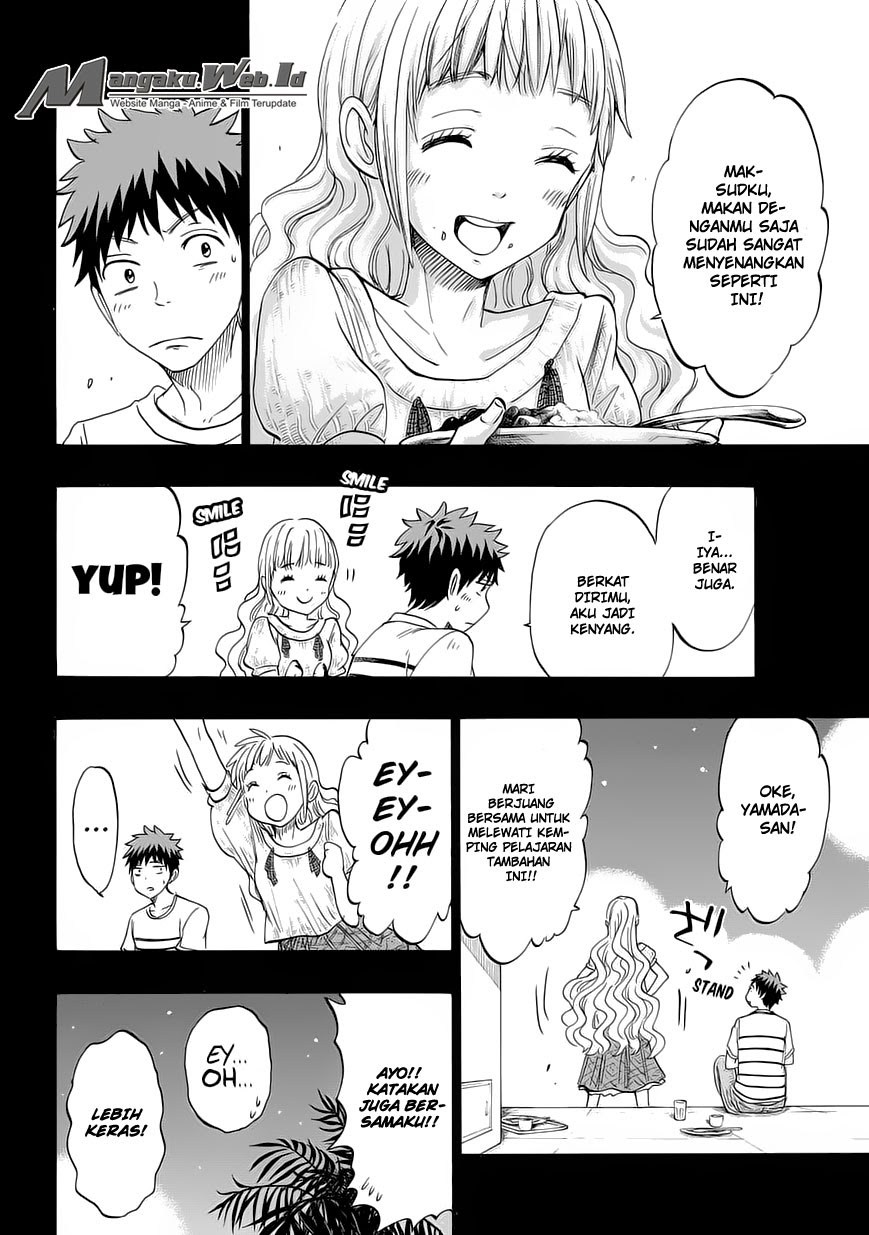 Mangaku.Web.Id
Website Manga - Anime & Film Terupdate
MAK-
SUDKU,
MAKAN DE-
NGANMU SAJA
SUDAH SANGAT
MENYENANGKAN
SEPERTI
INI!
I-
IYA...
BENAR
JUGA.
BERKAT
DIRIMU,
AKU JADI
KENYANG.
SMILE
SMILE
YUP!
OKE,
YAMADA-
SAN!
MARI
BERJUANG
BERSAMA UNTUK
MELEWATI KEM-
PING PELAJARAN
TAMBAHAN
INI!!
STAND
EY-
EY-
OHH
!!
...
AYO!!
KATAKAN
JUGA BER-
SAMAKU!!
EY...
OH...
LEBIH
KERAS!